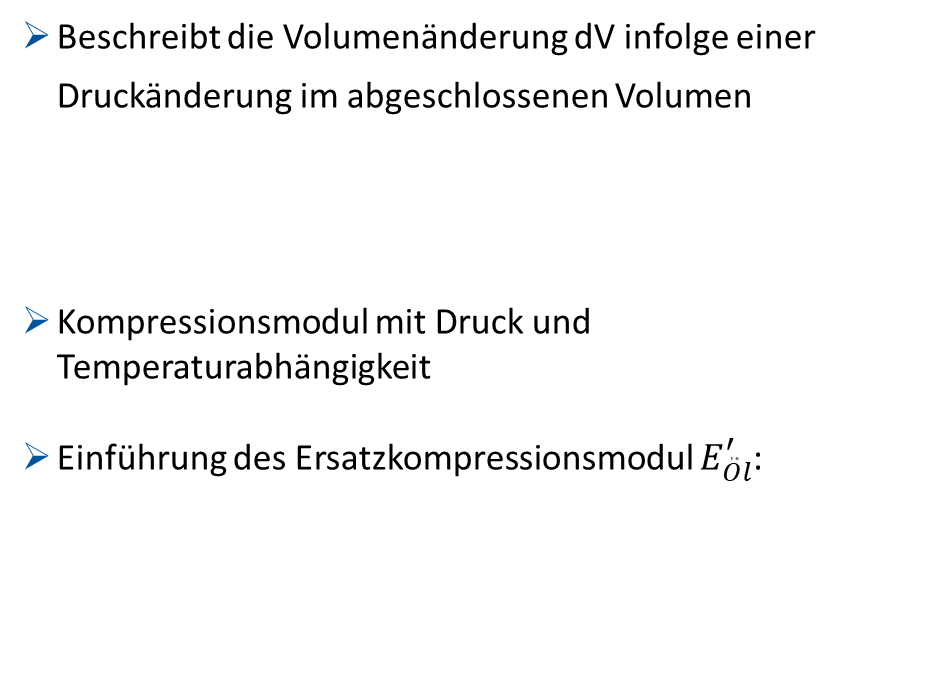 ➢ Beschreibt die Volumenänderung dV infolge einer
Druckänderung im abgeschlossenen Volumen
➢ Kompressionsmodul mit Druck und
Temperaturabhängigkeit
➢ Einführung des Ersatzkompressionsmodul E′Öl: